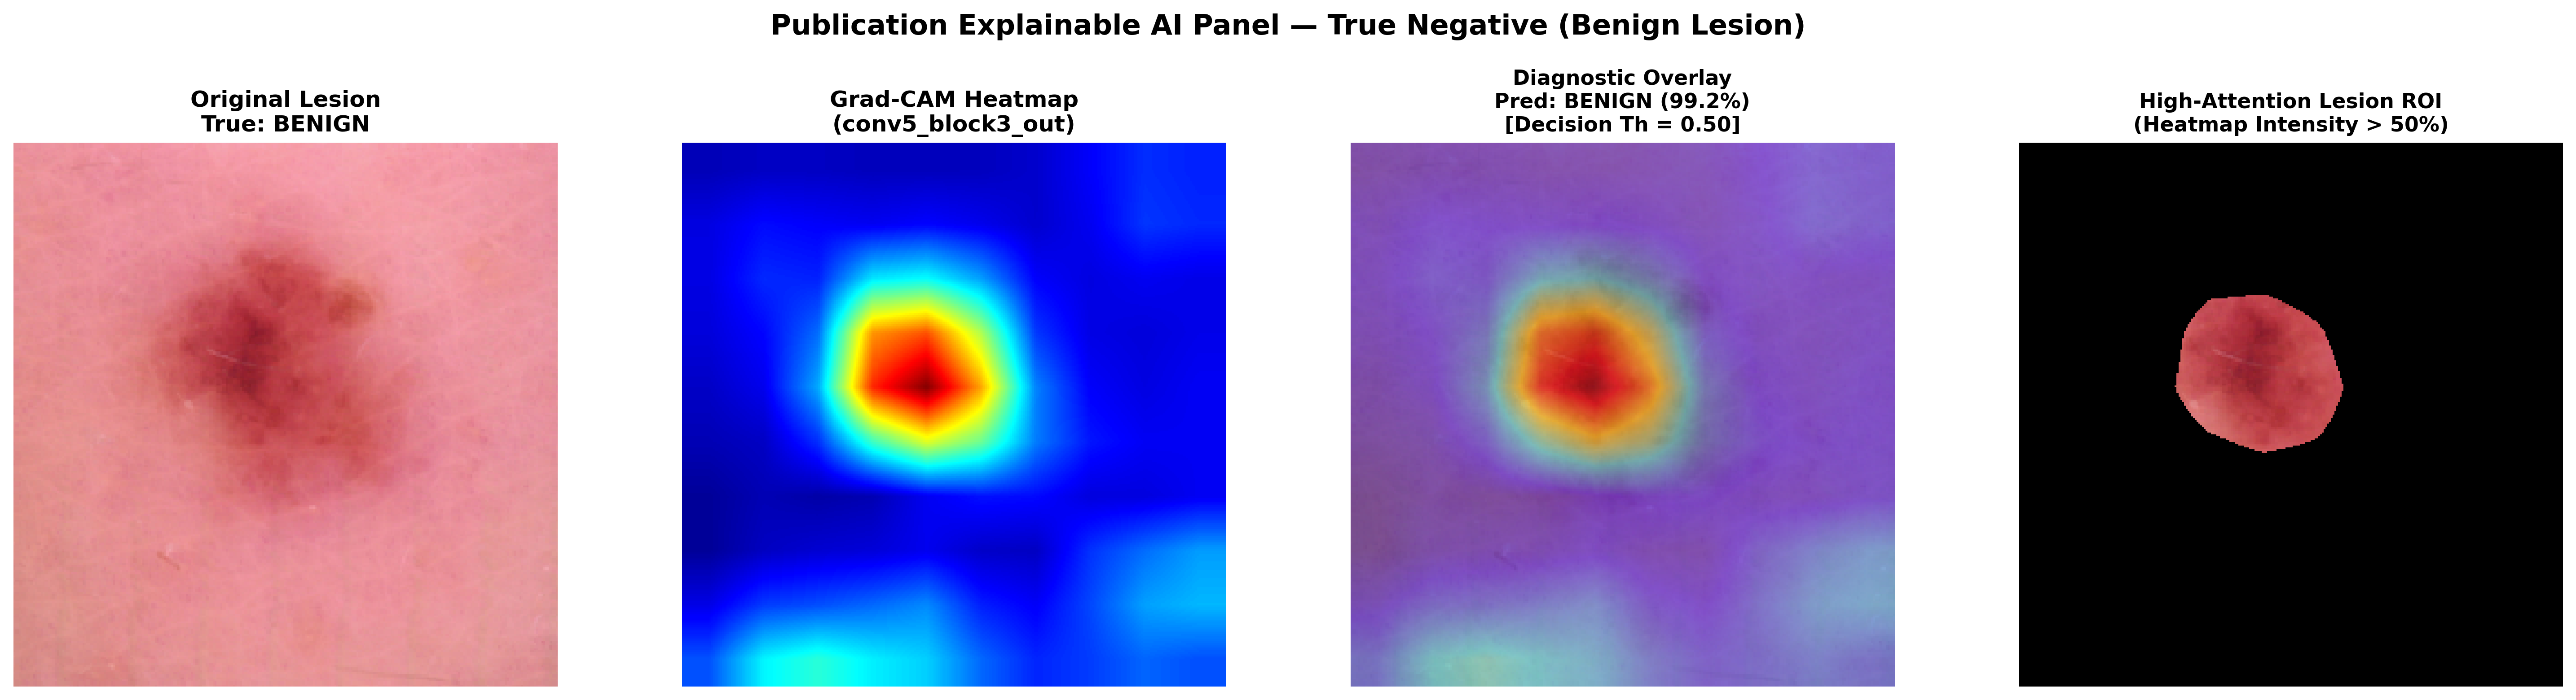 Publication Explainable AI Panel — True Negative (Benign Lesion)
Original Lesion
True: BENIGN
Grad-CAM Heatmap
(conv5_block3_out)
Diagnostic Overlay
Pred: BENIGN (99.2%)
[Decision Th = 0.50]
High-Attention Lesion ROI
(Heatmap Intensity > 50%)